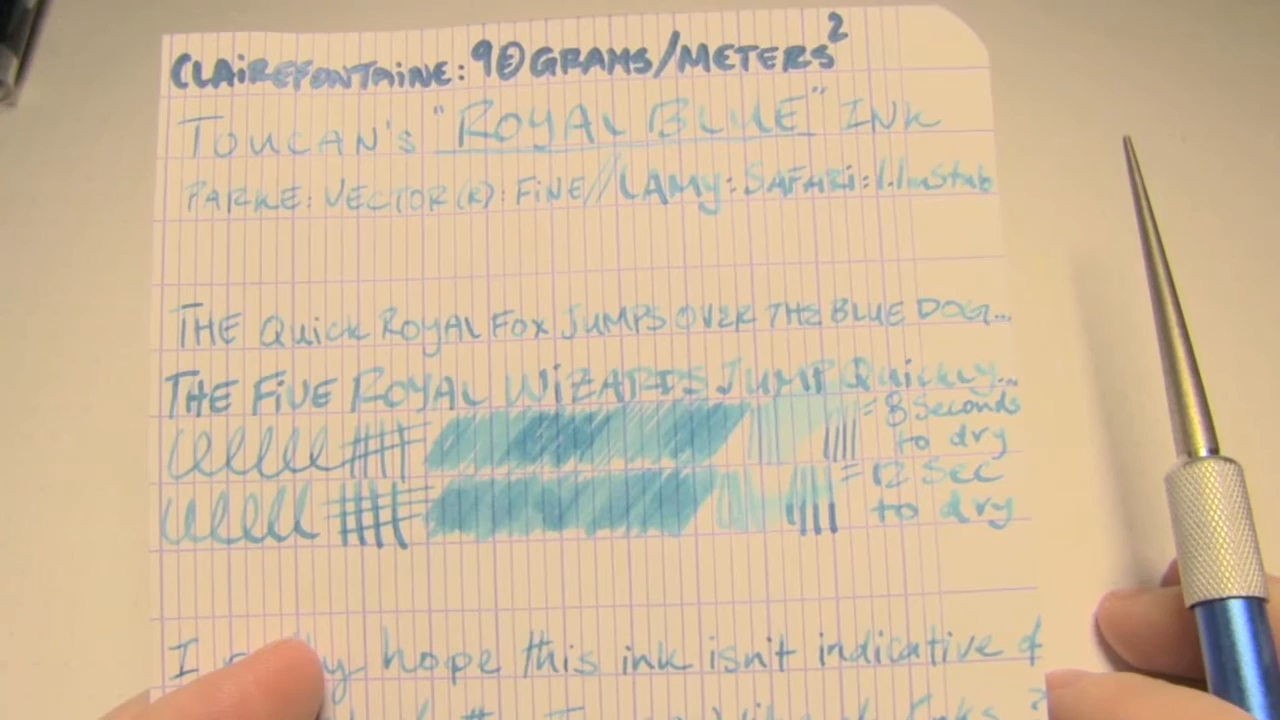 CLAIREFONTAINE: 90 GRAMS/METERS²
TOUCAN'S "ROYAL BLUE" INK
PARKE: VECTOR (R): FINE//LAMY: SAFARI: 1.1m Stub
THE QUICK ROYAL FOX JUMPS OVER THE BLUE DOG...
THE FIVE ROYAL WIZARDS JUMP QUICKLY...
= 8 Seconds
to dry
= 12 Sec
to dry
I hope this ink isn't indicative of